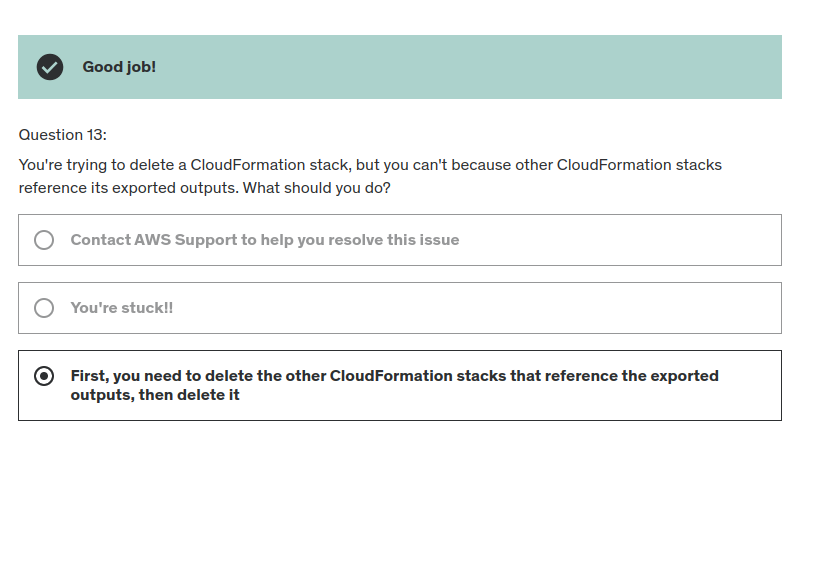 Good job!
Question 13:
You're trying to delete a CloudFormation stack, but you can't because other CloudFormation stacks
reference its exported outputs. What should you do?
Contact AWS Support to help you resolve this issue
You're stuck!!
First, you need to delete the other CloudFormation stacks that reference the exported
outputs, then delete it